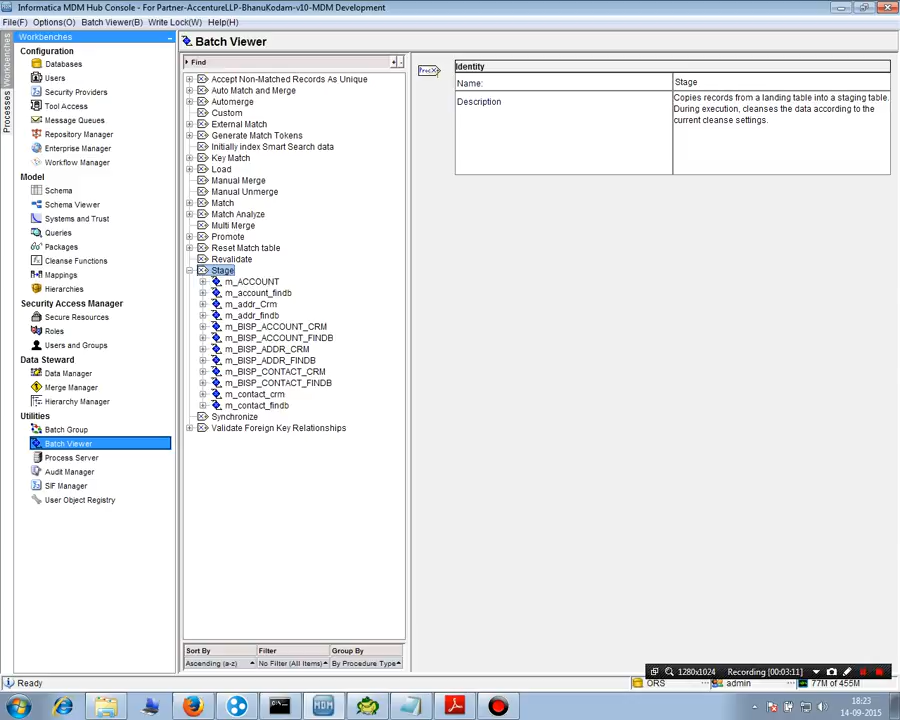 Informatica MDM Hub Console - For Partner-AccentureLLP-BhanuKodam-v10-MDM Development
File(F) Options(O) Batch Viewer(B) Write Lock(W) Help(H)
Workbenches
Processes
Workbenches
Configuration
Databases
Users
Security Providers
Tool Access
Message Queues
Repository Manager
Enterprise Manager
Workflow Manager
Model
Schema
Schema Viewer
Systems and Trust
Queries
Packages
Cleanse Functions
Mappings
Hierarchies
Security Access Manager
Secure Resources
Roles
Users and Groups
Data Steward
Data Manager
Merge Manager
Hierarchy Manager
Utilities
Batch Group
Batch Viewer
Process Server
Audit Manager
SIF Manager
User Object Registry
Batch Viewer
Find
Accept Non-Matched Records As Unique
Auto Match and Merge
Automerge
Custom
External Match
Generate Match Tokens
Initially index Smart Search data
Key Match
Load
Manual Merge
Manual Unmerge
Match
Match Analyze
Multi Merge
Promote
Reset Match table
Revalidate
Stage
m_ACCOUNT
m_account_findb
m_addr_Crm
m_addr_findb
m_BISP_ACCOUNT_CRM
m_BISP_ACCOUNT_FINDB
m_BISP_ADDR_CRM
m_BISP_ADDR_FINDB
m_BISP_CONTACT_CRM
m_BISP_CONTACT_FINDB
m_contact_crm
m_contact_findb
Synchronize
Validate Foreign Key Relationships
Sort By Filter Group By
Ascending (a-z) No Filter (All Items) By Procedure Type
Proc
Identity
Name: Stage
Description Copies records from a landing table into a staging table.
During execution, cleanses the data according to the
current cleanse settings.
1280x1024 Recording [00:03:11]
Ready ORS admin 77M of 455M
MDM
18:23
14-09-2015